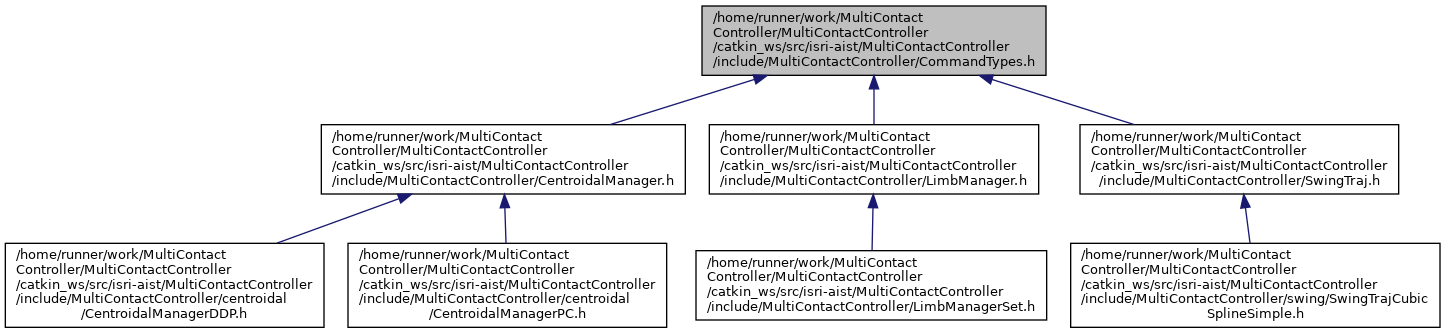 /home/runner/work/MultiContact
Controller/MultiContactController
/catkin_ws/src/isri-aist/MultiContactController
/include/MultiContactController/CommandTypes.h
/home/runner/work/MultiContact
Controller/MultiContactController
/catkin_ws/src/isri-aist/MultiContactController
/include/MultiContactController/CentroidalManager.h
/home/runner/work/MultiContact
Controller/MultiContactController
/catkin_ws/src/isri-aist/MultiContactController
/include/MultiContactController/LimbManager.h
/home/runner/work/MultiContact
Controller/MultiContactController
/catkin_ws/src/isri-aist/MultiContactController
/include/MultiContactController/SwingTraj.h
/home/runner/work/MultiContact
Controller/MultiContactController
/catkin_ws/src/isri-aist/MultiContactController
/include/MultiContactController/centroidal
/CentroidalManagerDDP.h
/home/runner/work/MultiContact
Controller/MultiContactController
/catkin_ws/src/isri-aist/MultiContactController
/include/MultiContactController/centroidal
/CentroidalManagerPC.h
/home/runner/work/MultiContact
Controller/MultiContactController
/catkin_ws/src/isri-aist/MultiContactController
/include/MultiContactController/LimbManagerSet.h
/home/runner/work/MultiContact
Controller/MultiContactController
/catkin_ws/src/isri-aist/MultiContactController
/include/MultiContactController/swing/SwingTrajCubic
SplineSimple.h